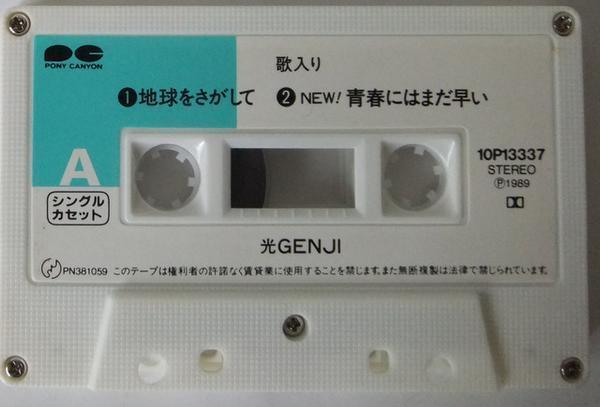 PC
PONY CANYON
歌入り
❶地球をさがして ❷NEW! 青春にはまだ早い
A
シングル
カセット
10P13337
STEREO
Ⓟ1989
光GENJI
PN381059 このテープは権利者の許諾なく賃貸業に使用することを禁じます。また無断複製は法律で禁じられています。